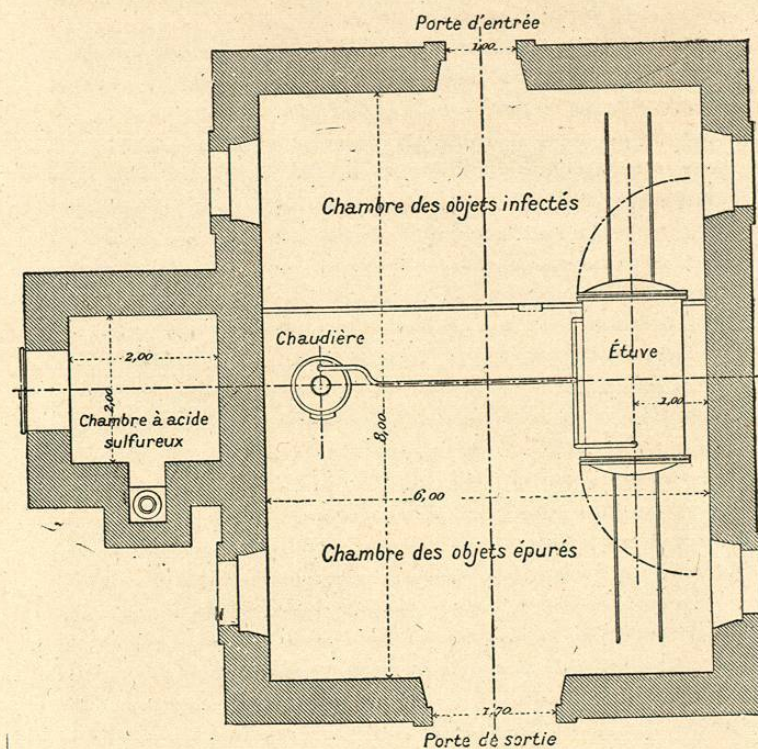 Porte d'entrée
1,00
Chambre des objets infectés
Chaudière
Étuve
2,00
2,00
Chambre à acide
sulfureux
8,00
1,00
6,00
Chambre des objets épurés
1,70
Porte de sortie